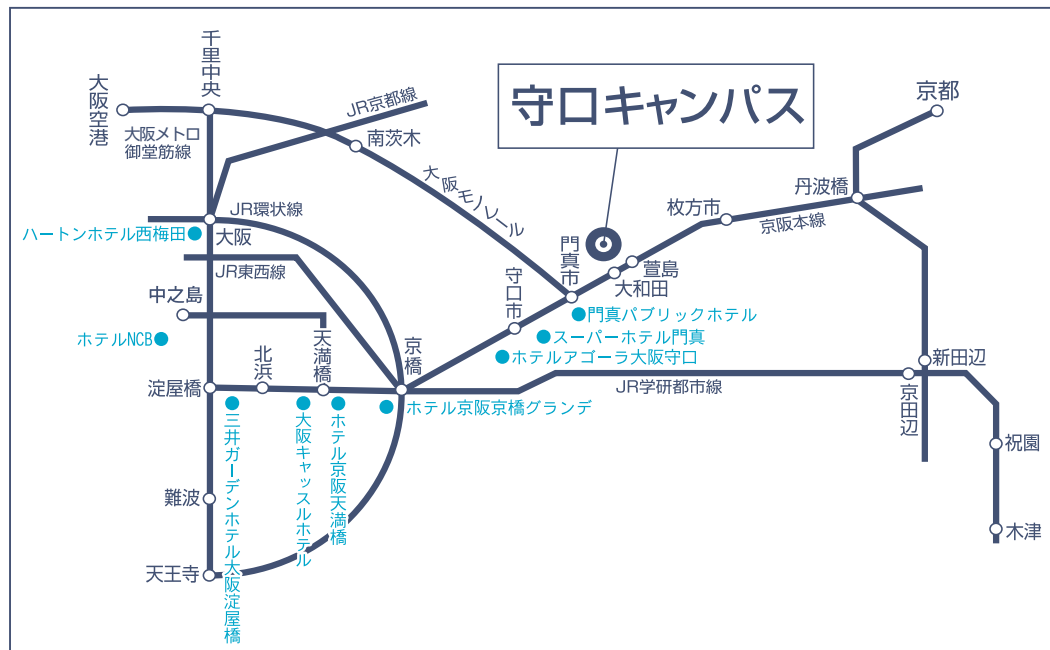 千里中央
大阪空港
大阪メトロ
御堂筋線
JR京都線
南茨木
守口キャンパス
京都
大阪モノレール
丹波橋
枚方市
京阪本線
JR環状線
ハートンホテル西梅田
大阪
JR東西線
門真市
萱島
大和田
守口市
中之島
門真パブリックホテル
スーパーホテル門真
ホテルアゴーラ大阪守口
ホテルNCB
天満橋
北浜
京橋
淀屋橋
新田辺
JR学研都市線
京田辺
ホテル京阪京橋グランデ
三井ガーデンホテル大阪淀屋橋
大阪キャッスルホテル
ホテル京阪天満橋
祝園
難波
木津
天王寺